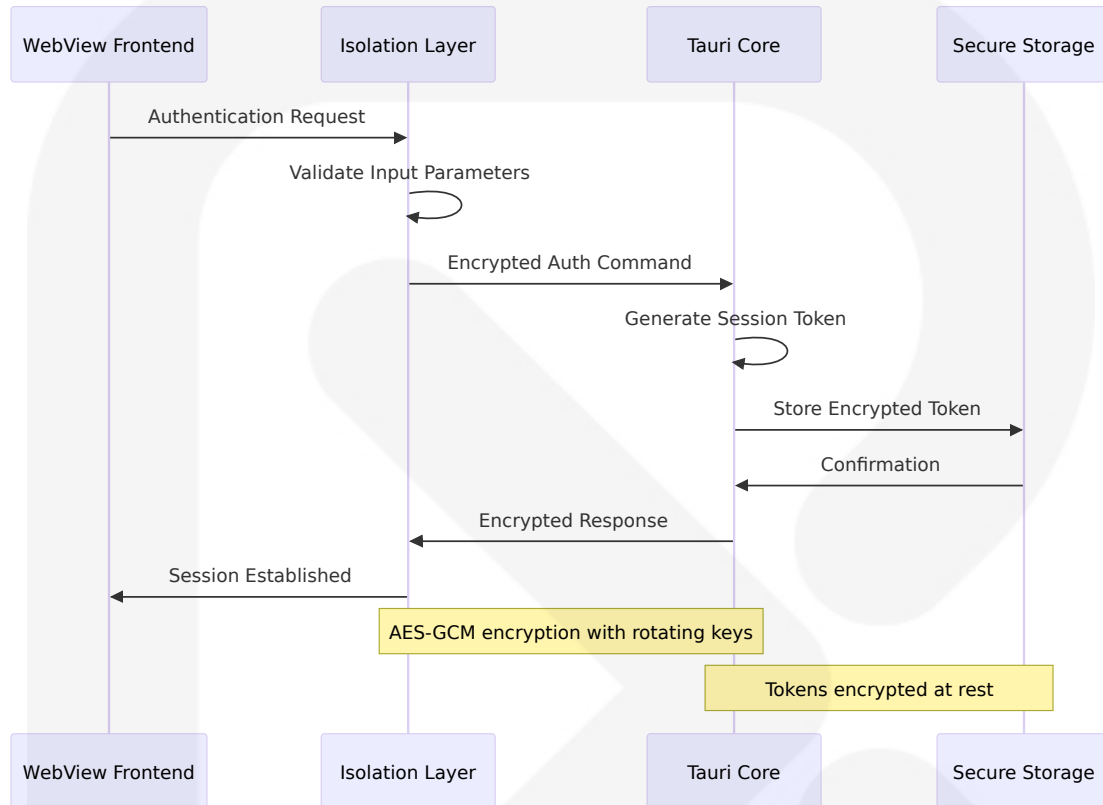 WebView Frontend
Isolation Layer
Tauri Core
Secure Storage
Authentication Request
Validate Input Parameters
Encrypted Auth Command
Generate Session Token
Store Encrypted Token
Confirmation
Encrypted Response
Session Established
AES-GCM encryption with rotating keys
Tokens encrypted at rest
WebView Frontend
Isolation Layer
Tauri Core
Secure Storage